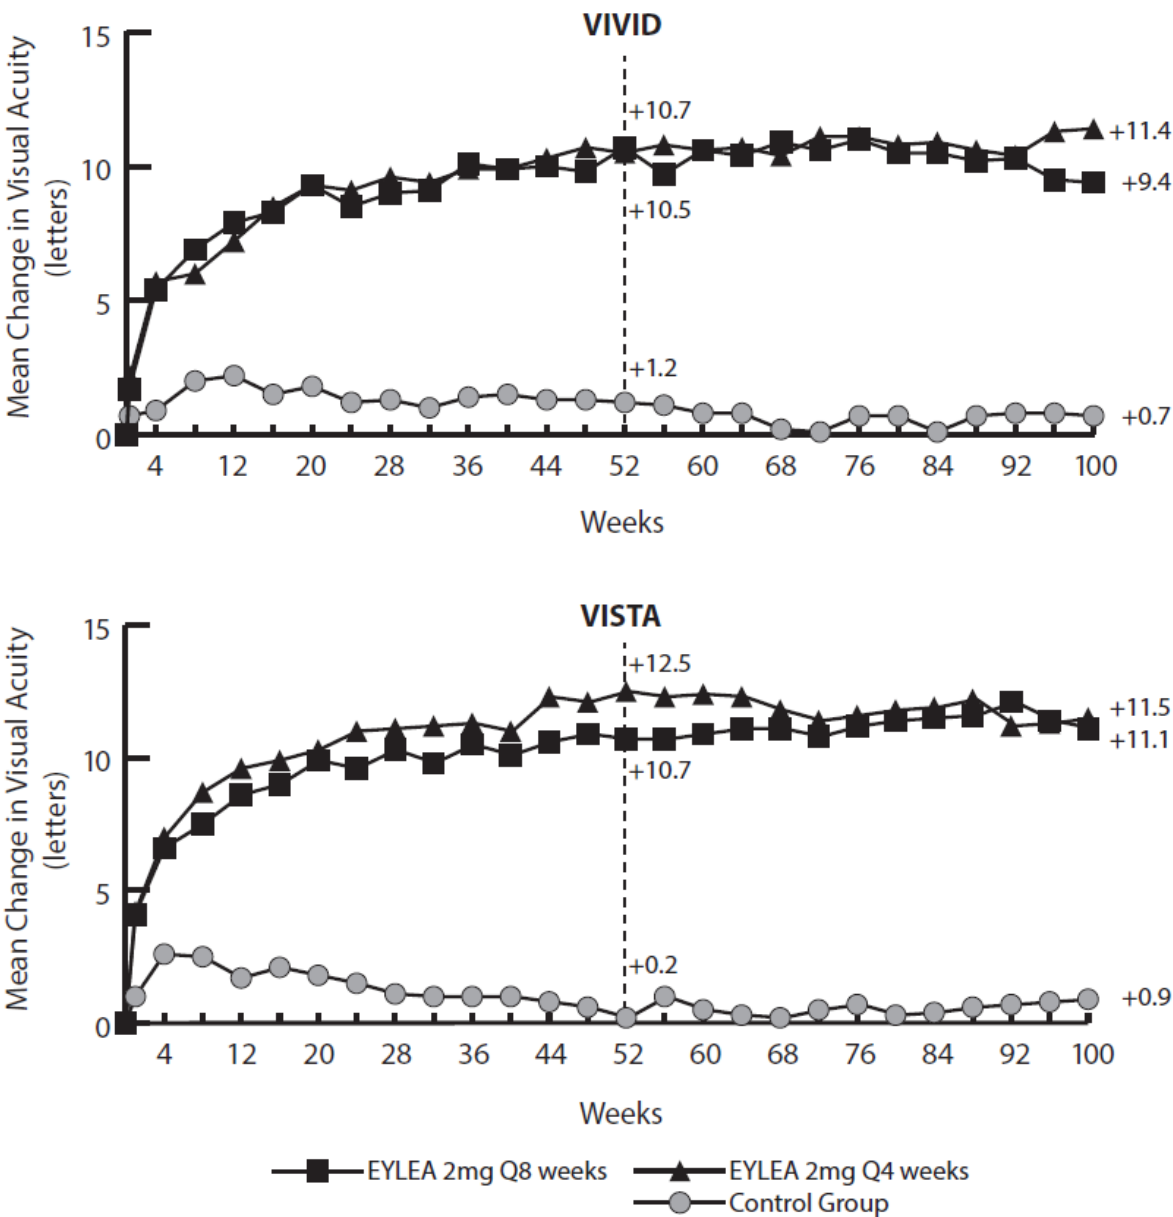 VIVID
15
10
5
0
Mean Change in Visual Acuity
(letters)
+10.7
+10.5
+1.2
+11.4
+9.4
+0.7
4 12 20 28 36 44 52 60 68 76 84 92 100
Weeks
VISTA
15
10
5
0
Mean Change in Visual Acuity
(letters)
+12.5
+10.7
+0.2
+11.5
+11.1
+0.9
4 12 20 28 36 44 52 60 68 76 84 92 100
Weeks
EYLEA 2mg Q8 weeks
EYLEA 2mg Q4 weeks
Control Group